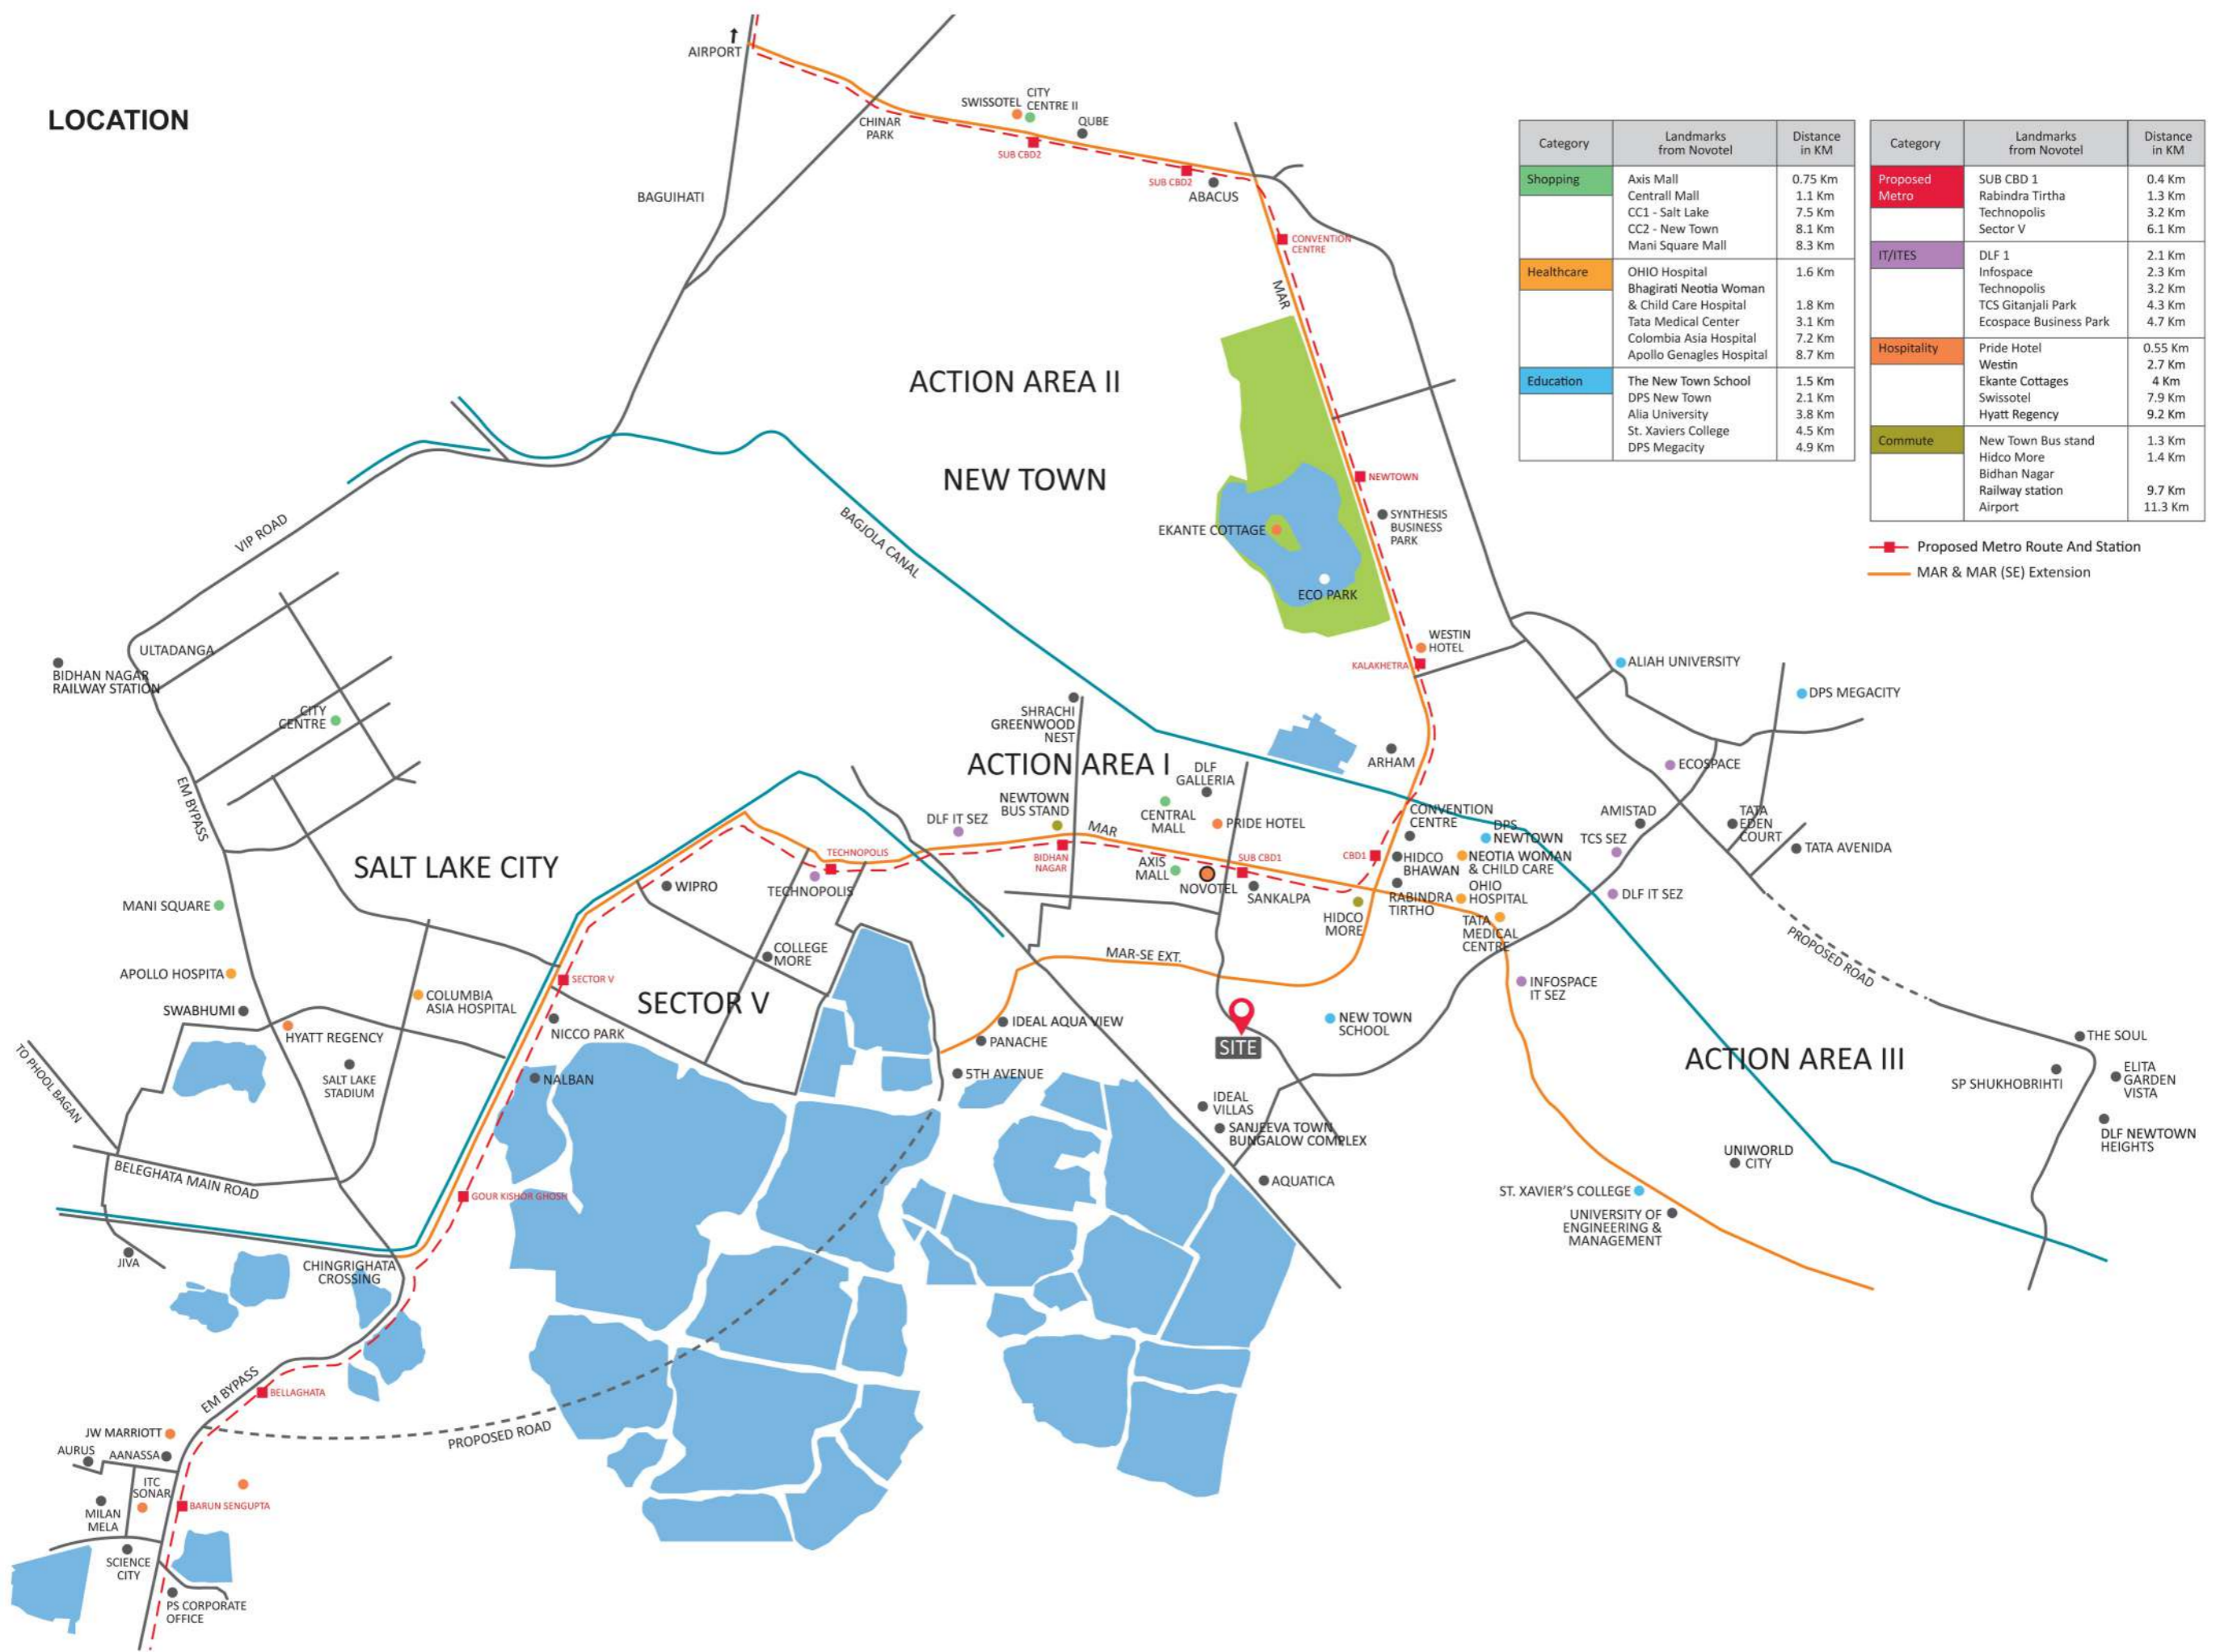 LOCATION
AIRPORT
CHINAR
PARK
SWISSOTEL
CITY
CENTRE II
QUBE
SUB CBD2
SUB CBD2
ABACUS
BAGUIHATI
CONVENTION
CENTRE
MAR
Category
Landmarks
from Novotel
Distance
in KM
Shopping
Axis Mall 0.75 Km
Centrall Mall 1.1 Km
CC1 - Salt Lake 7.5 Km
CC2 - New Town 8.1 Km
Mani Square Mall 8.3 Km
Healthcare
OHIO Hospital 1.6 Km
Bhagirati Neotia Woman
& Child Care Hospital 1.8 Km
Tata Medical Center 3.1 Km
Colombia Asia Hospital 7.2 Km
Apollo Genagles Hospital 8.7 Km
Education
The New Town School 1.5 Km
DPS New Town 2.1 Km
Alia University 3.8 Km
St. Xaviers College 4.5 Km
DPS Megacity 4.9 Km
Category
Landmarks
from Novotel
Distance
in KM
Proposed
Metro
SUB CBD 1 0.4 Km
Rabindra Tirtha 1.3 Km
Technopolis 3.2 Km
Sector V 6.1 Km
IT/ITES
DLF 1 2.1 Km
Infospace 2.3 Km
Technopolis 3.2 Km
TCS Gitanjali Park 4.3 Km
Ecospace Business Park 4.7 Km
Hospitality
Pride Hotel 0.55 Km
Westin 2.7 Km
Ekante Cottages 4 Km
Swissotel 7.9 Km
Hyatt Regency 9.2 Km
Commute
New Town Bus stand 1.3 Km
Hidco More 1.4 Km
Bidhan Nagar
Railway station 9.7 Km
Airport 11.3 Km
Proposed Metro Route And Station
MAR & MAR (SE) Extension
ACTION AREA II
NEW TOWN
NEWTOWN
SYNTHESIS
BUSINESS
PARK
EKANTE COTTAGE
ECO PARK
BAGJOLA CANAL
VIP ROAD
WESTIN
HOTEL
KALAKHETRA
ULTADANGA
BIDHAN NAGAR
RAILWAY STATION
CITY
CENTRE
EM BYPASS
ALIAH UNIVERSITY
DPS MEGACITY
SHRACHI
GREENWOOD
NEST
ACTION AREA I
DLF
GALLERIA
ARHAM
ECOSPACE
NEWTOWN
BUS STAND
DLF IT SEZ
MAR
CENTRAL
MALL
PRIDE HOTEL
CONVENTION
CENTRE
DPS
NEWTOWN
AMISTAD
TCS SEZ
TATA
EDEN
COURT
TATA AVENIDA
SALT LAKE CITY
TECHNOPOLIS
TECHNOPOLIS
WIPRO
BIDHAN
NAGAR
AXIS
MALL
SUB CBD1
NOVOTEL
SANKALPA
CBD1
HIDCO
BHAWAN
NEOTIA WOMAN
& CHILD CARE
RABINDRA
TIRTHO
OHIO
HOSPITAL
HIDCO
MORE
TATA
MEDICAL
CENTRE
DLF IT SEZ
MANI SQUARE
COLLEGE
MORE
MAR-SE EXT.
PROPOSED ROAD
APOLLO HOSPITA
SECTOR V
SECTOR V
COLUMBIA
ASIA HOSPITAL
INFOSPACE
IT SEZ
SWABHUMI
HYATT REGENCY
NICCO PARK
IDEAL AQUA VIEW
PANACHE
SITE
NEW TOWN
SCHOOL
ACTION AREA III
THE SOUL
SP SHUKHOBRIHTI
ELITA
GARDEN
VISTA
TO PHOOL BAGAN
SALT LAKE
STADIUM
NALBAN
5TH AVENUE
IDEAL
VILLAS
SANJEEVA TOWN
BUNGALOW COMPLEX
DLF NEWTOWN
HEIGHTS
UNIWORLD
CITY
BELEGHATA MAIN ROAD
GOUR KISHOR GHOSH
AQUATICA
ST. XAVIER'S COLLEGE
UNIVERSITY OF
ENGINEERING &
MANAGEMENT
JIVA
CHINGRIGHATA
CROSSING
EM BYPASS
BELLAGHATA
PROPOSED ROAD
JW MARRIOTT
AURUS
AANASSA
ITC
SONAR
MILAN
MELA
BARUN SENGUPTA
SCIENCE
CITY
PS CORPORATE
OFFICE